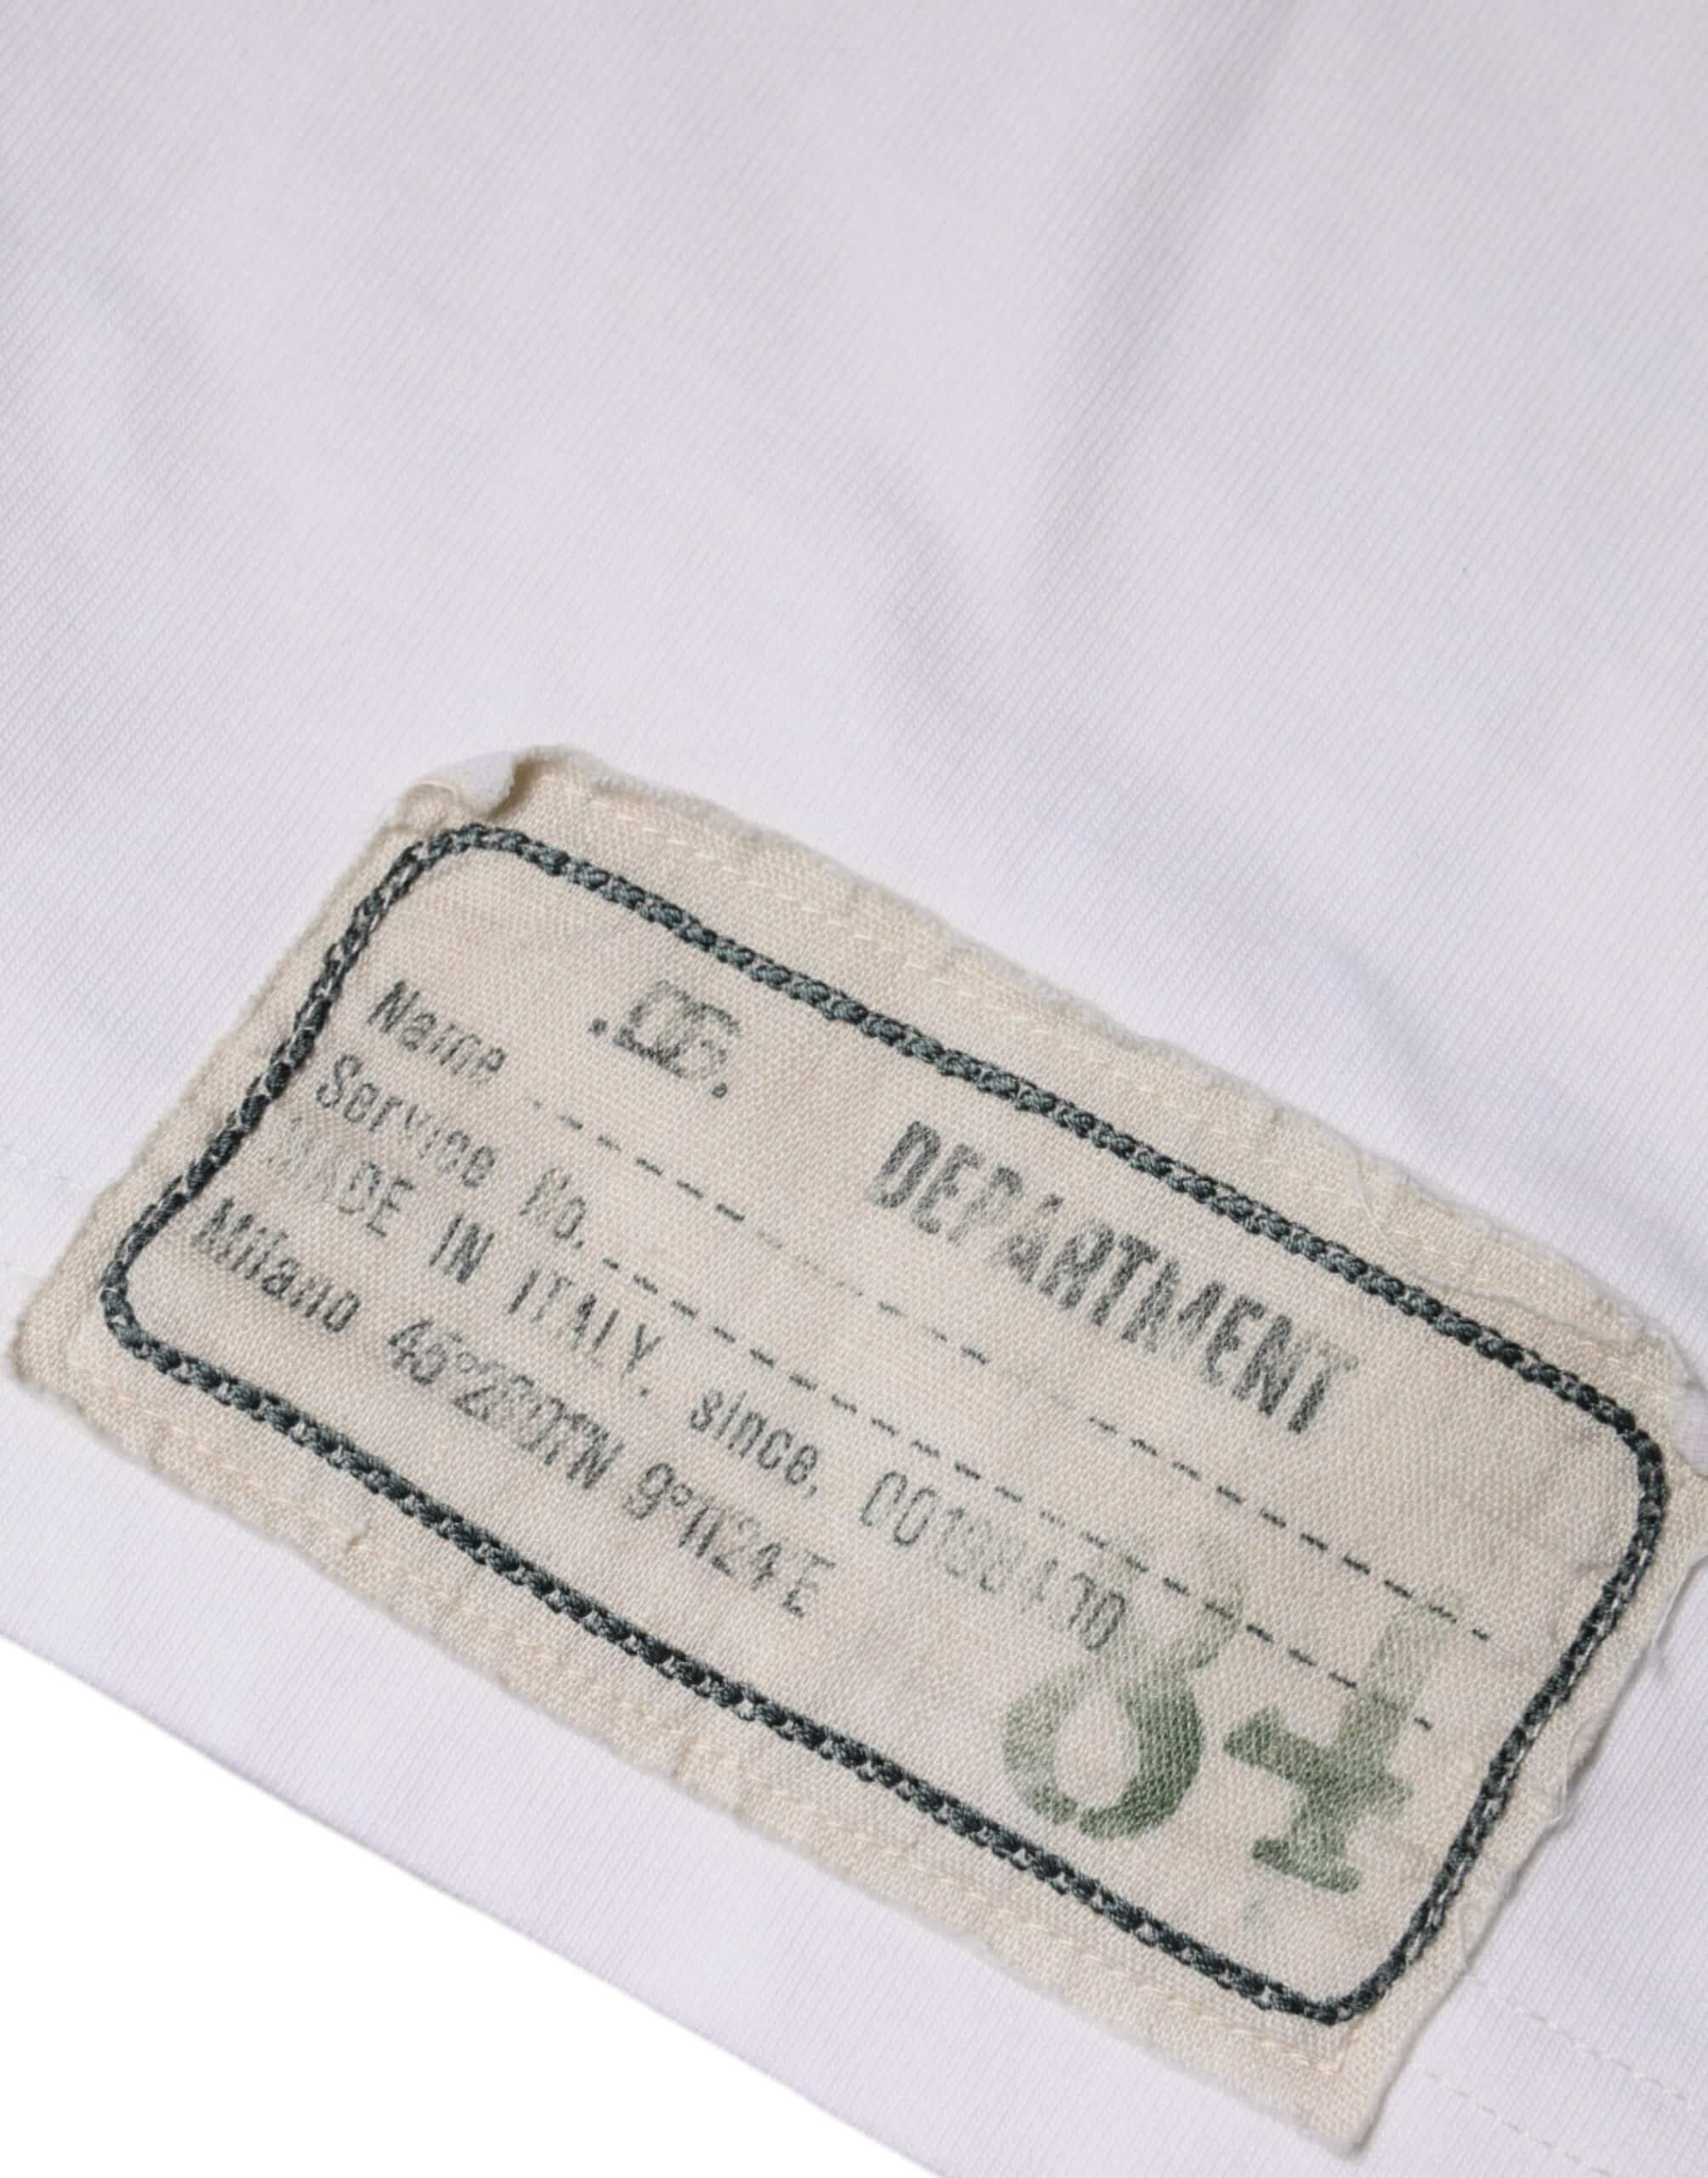 Name .DG.
DEPARTMENT
Service No.
MADE IN ITALY, since,
Milano
84